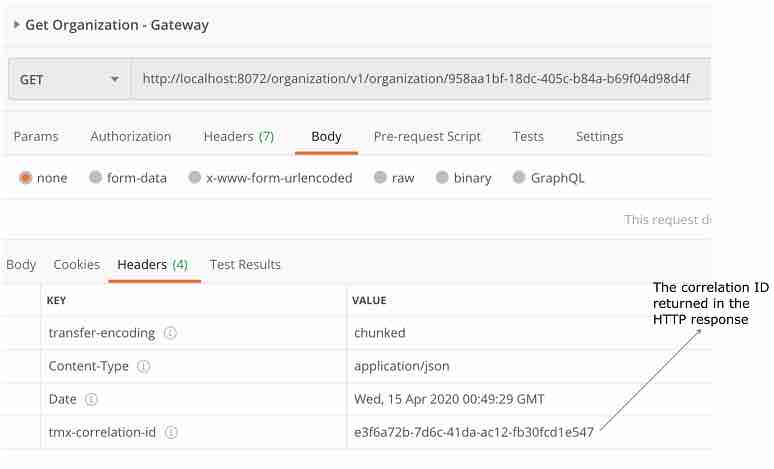 Get Organization - Gateway
GET http://localhost:8072/organization/v1/organization/958aa1bf-18dc-405c-b84a-b69f04d98d4f
Params Authorization Headers (7) Body Pre-request Script Tests Settings
none form-data x-www-form-urlencoded raw binary GraphQL
This request d
Body Cookies Headers (4) Test Results
The correlation ID
returned in the
HTTP response
KEY VALUE
transfer-encoding chunked
Content-Type application/json
Date Wed, 15 Apr 2020 00:49:29 GMT
tmx-correlation-id e3f6a72b-7d6c-41da-ac12-fb30fcd1e547